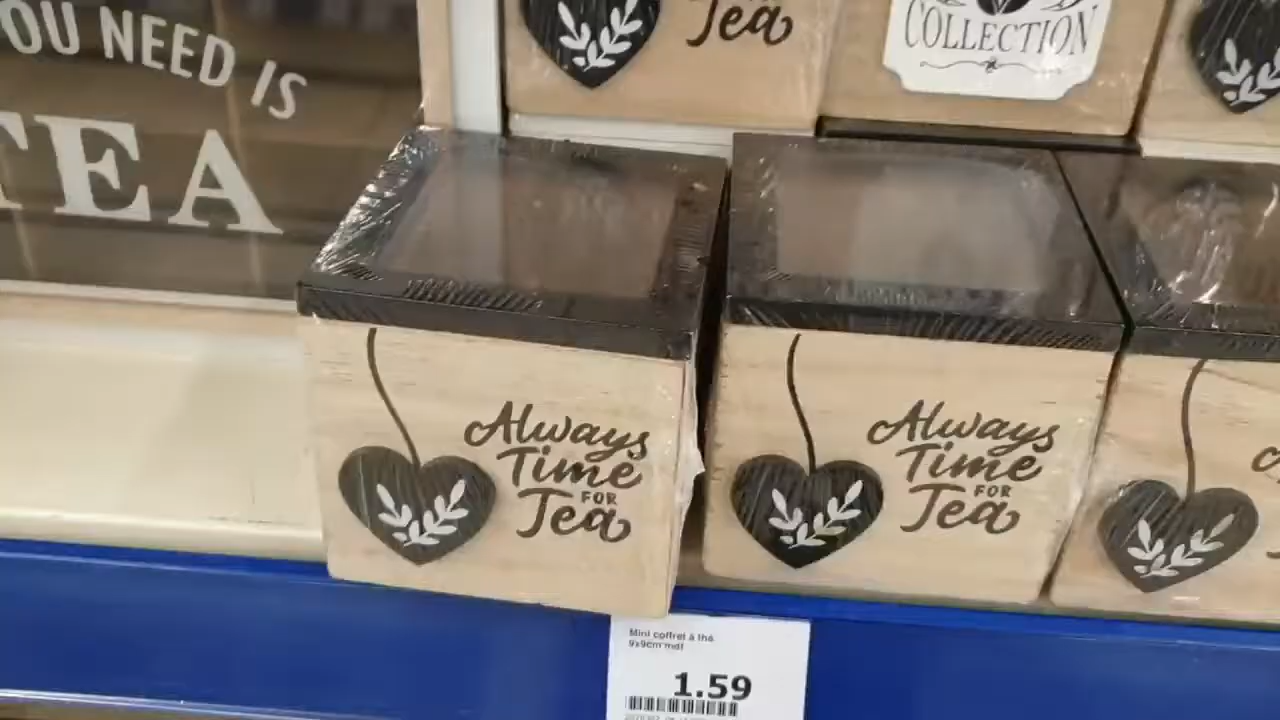 OU NEED IS
TEA
Tea
COLLECTION
Always
Time
FOR
Tea
Always
Time
FOR
Tea
Mini coffret à thé
9x9cm mdf
1.59